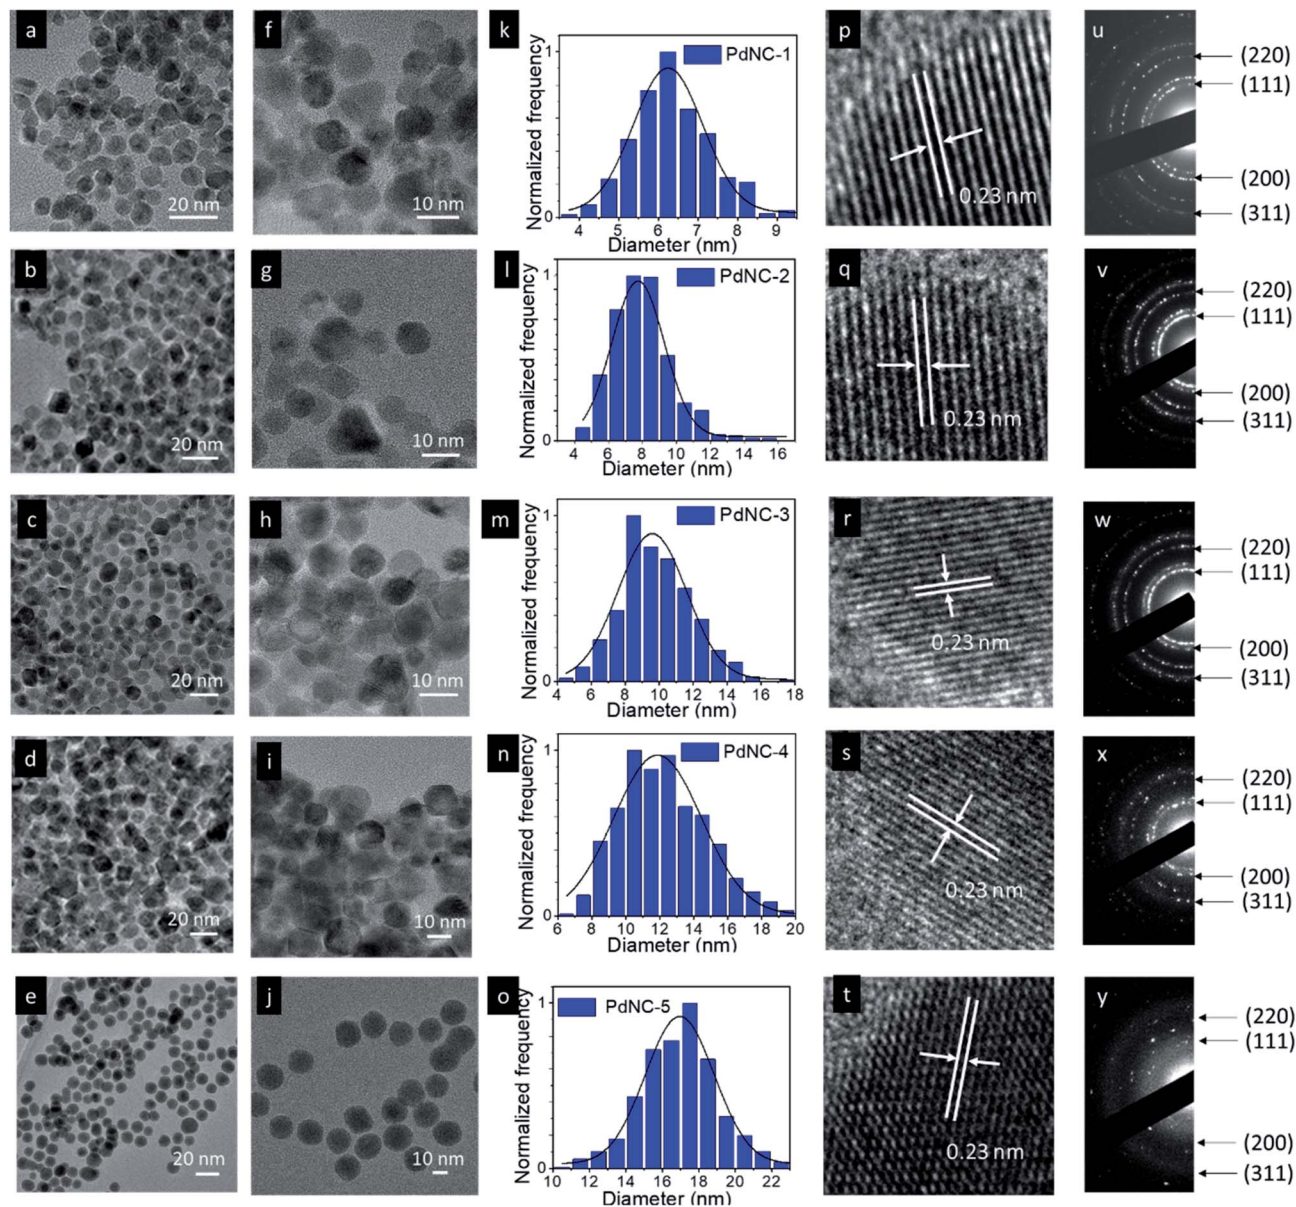 a
20 nm
f
10 nm
k
Normalized frequency
1
0
PdNC-1
4 5 6 7 8 9
Diameter (nm)
p
0.23 nm
u
(220)
(111)
(200)
(311)
b
20 nm
g
10 nm
l
Normalized frequency
1
0
PdNC-2
4 6 8 10 12 14 16
Diameter (nm)
q
0.23 nm
v
(220)
(111)
(200)
(311)
c
20 nm
h
10 nm
m
Normalized frequency
1
0
PdNC-3
4 6 8 10 12 14 16 18
Diameter (nm)
r
0.23 nm
w
(220)
(111)
(200)
(311)
d
20 nm
i
10 nm
n
Normalized frequency
1
0
PdNC-4
6 8 10 12 14 16 18 20
Diameter (nm)
s
0.23 nm
x
(220)
(111)
(200)
(311)
e
20 nm
j
10 nm
o
Normalized frequency
1
0
PdNC-5
10 12 14 16 18 20 22
Diameter (nm)
t
0.23 nm
y
(220)
(111)
(200)
(311)